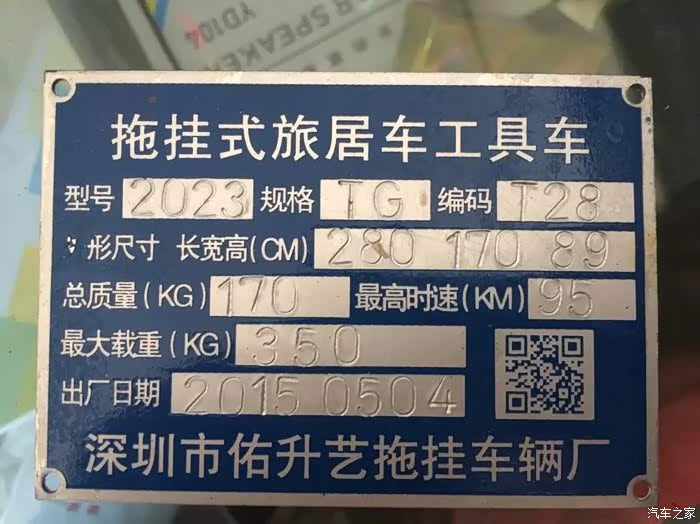 YD104
R SPEAKER
拖挂式旅居车工具车
型号 2023 规格 TG 编码 T28
形尺寸 长宽高(CM) 280 170 89
总质量(KG) 170 最高时速(KM) 95
最大载重(KG) 350
出厂日期 2015 0504
深圳市佑升艺拖挂车辆厂
汽车之家